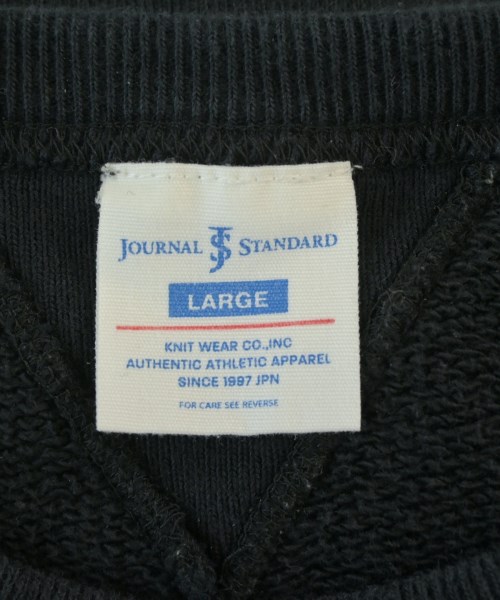 JOURNAL JS STANDARD
LARGE
KNIT WEAR CO.,INC
AUTHENTIC ATHLETIC APPAREL
SINCE 1997 JPN
FOR CARE SEE REVERSE